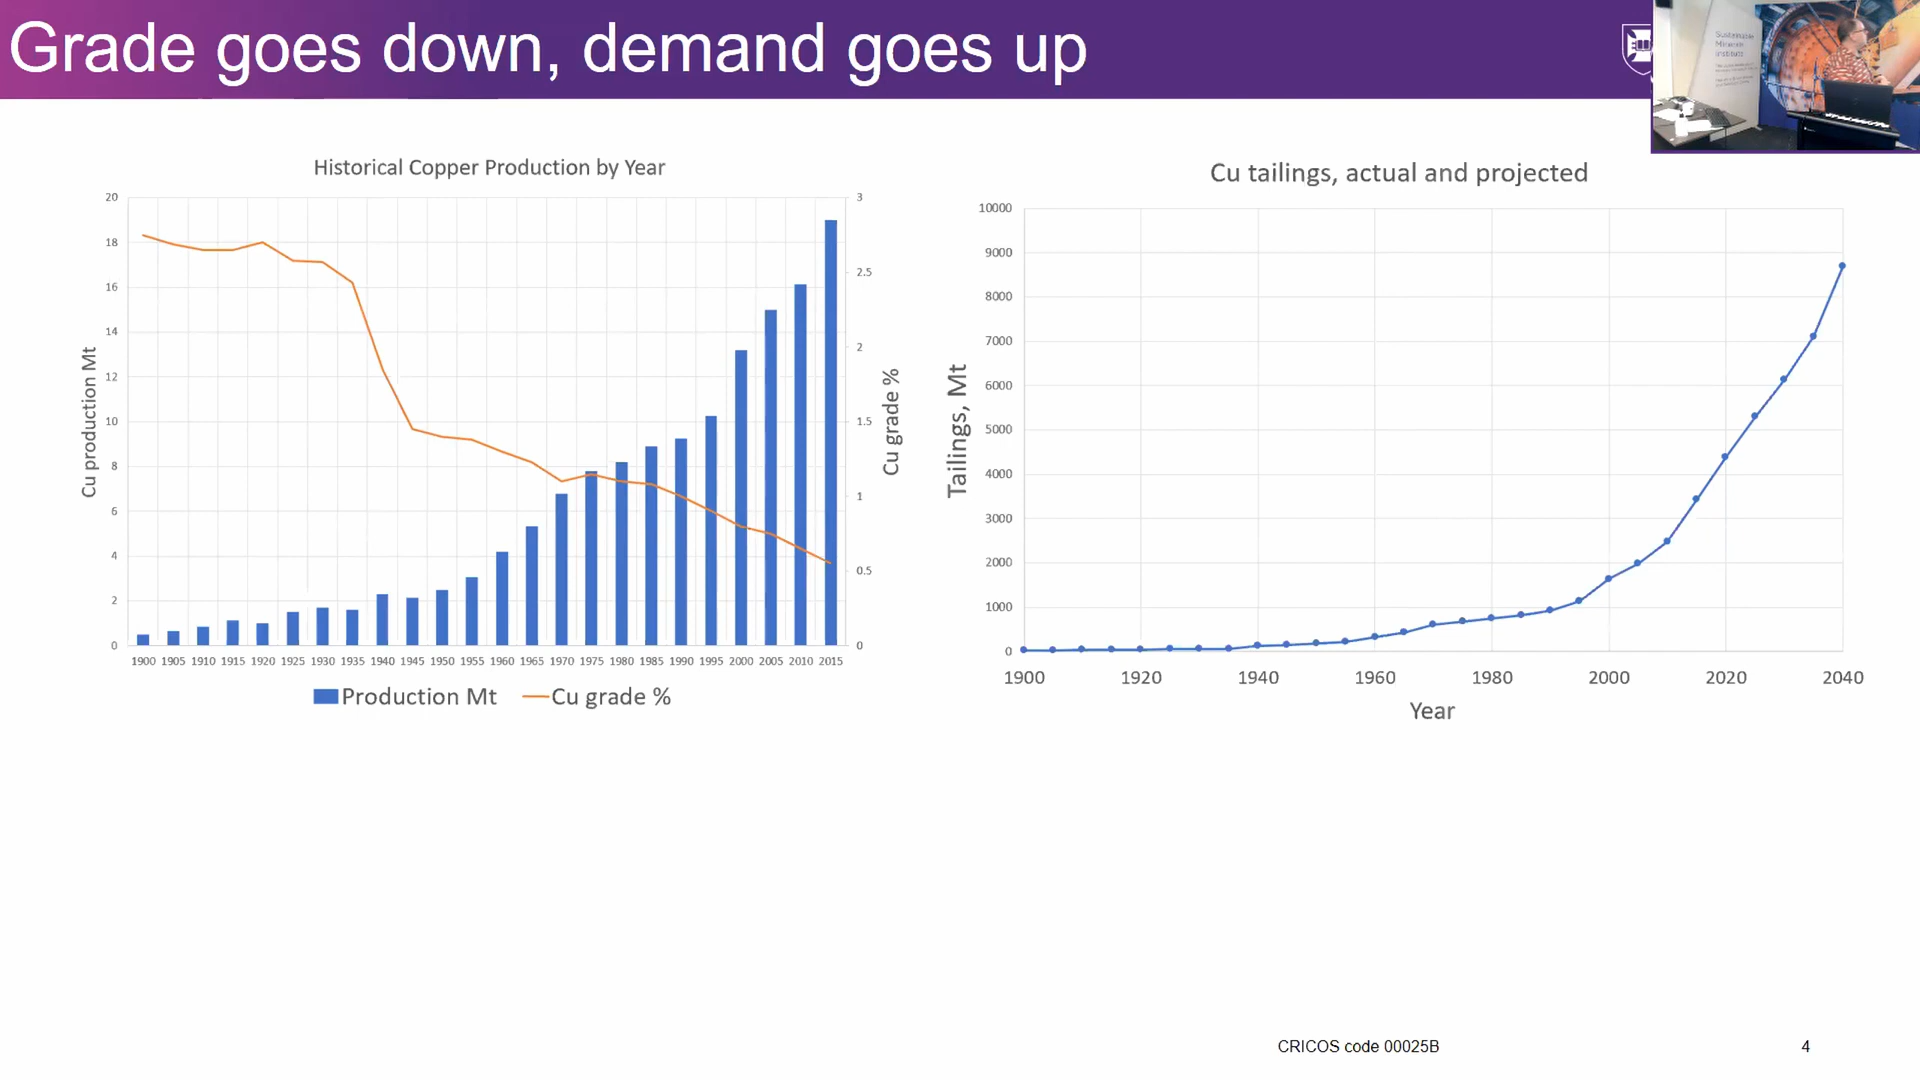 Grade goes down, demand goes up
Sustainable
Minerals
Institute
Historical Copper Production by Year
20
18
16
14
12
10
8
6
4
2
0
Cu production Mt
3
2.5
2
1.5
1
0.5
0
Cu grade %
1900 1905 1910 1915 1920 1925 1930 1935 1940 1945 1950 1955 1960 1965 1970 1975 1980 1985 1990 1995 2000 2005 2010 2015
Production Mt Cu grade %
Cu tailings, actual and projected
10000
9000
8000
7000
6000
5000
4000
3000
2000
1000
0
Tailings, Mt
1900 1920 1940 1960 1980 2000 2020 2040
Year
CRICOS code 00025B
4